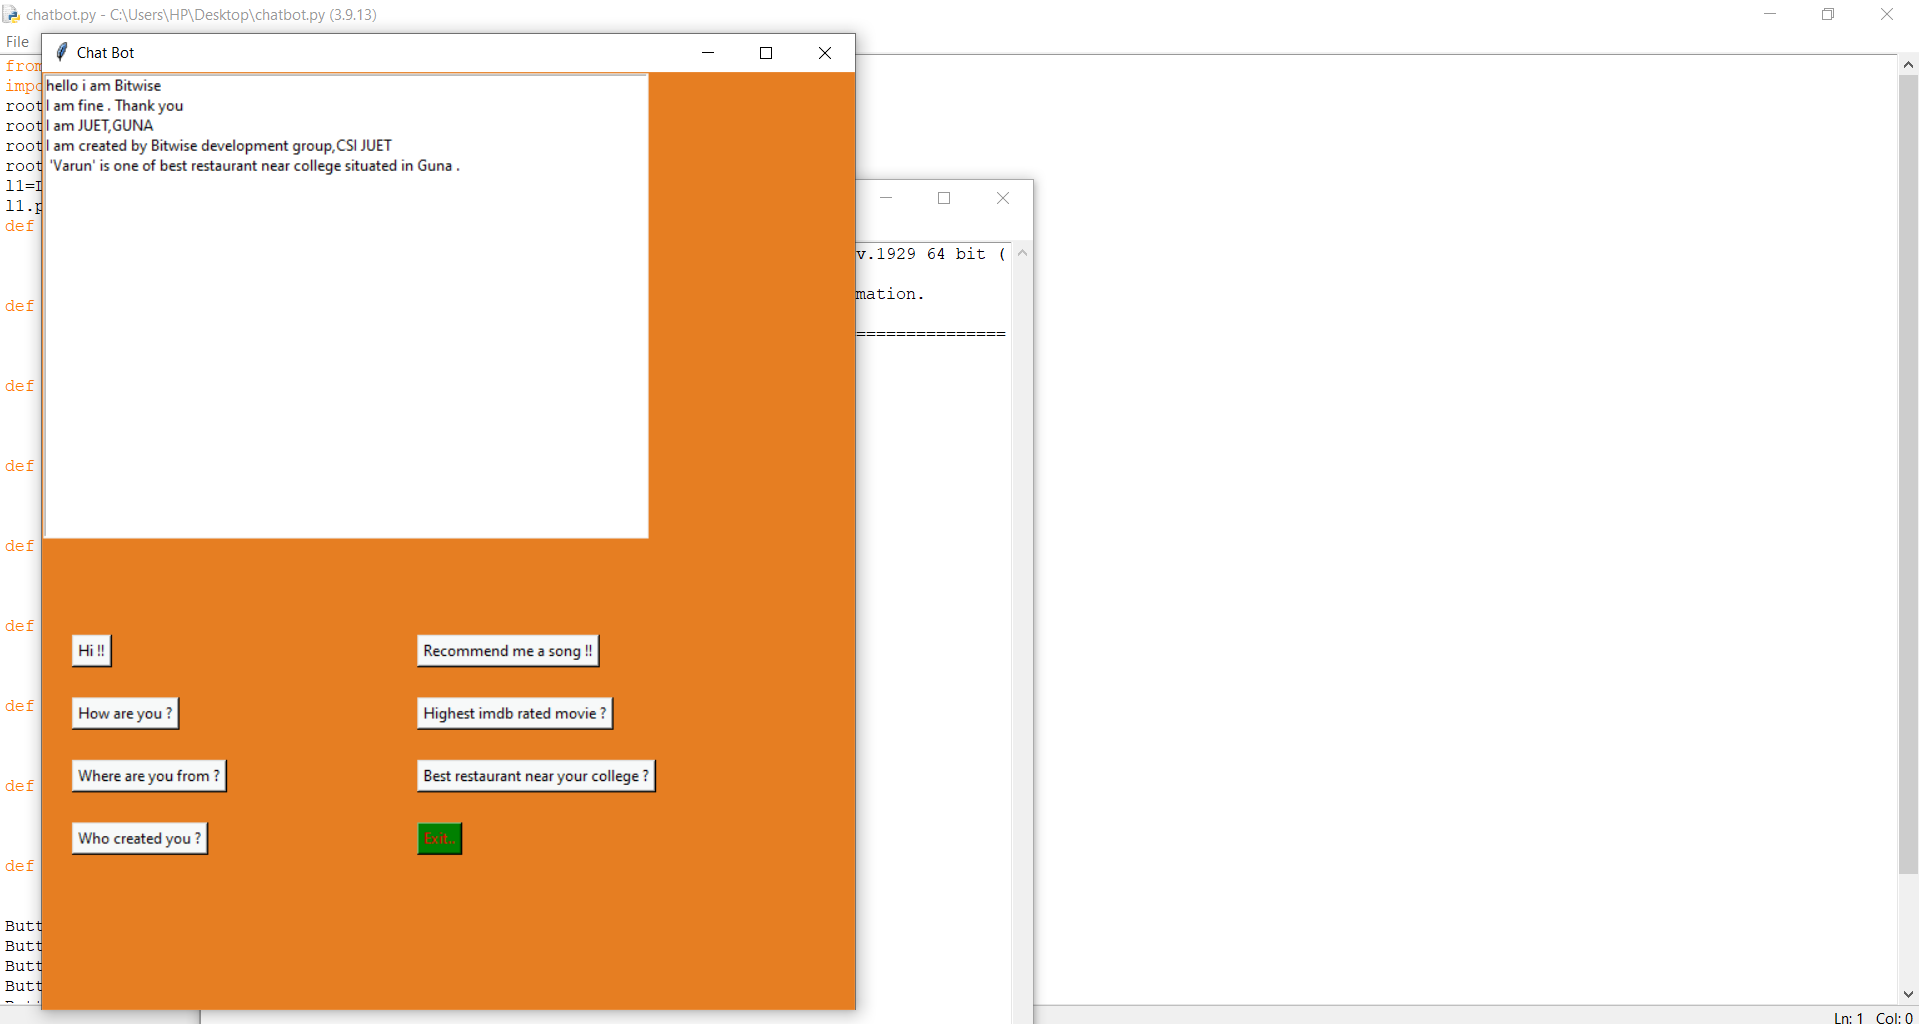 chatbot.py - C:\Users\HP\Desktop\chatbot.py (3.9.13)
File
Chat Bot
hello i am Bitwise
I am fine . Thank you
I am JUET,GUNA
I am created by Bitwise development group,CSI JUET
'Varun' is one of best restaurant near college situated in Guna .
Hi !!
Recommend me a song !!
How are you ?
Highest imdb rated movie ?
Where are you from ?
Best restaurant near your college ?
Who created you ?
Exit..
from
root
root
root
root
l1.p
def
def
def
def
def
def
def
def
def
Butt
Butt
Butt
Butt
v.1929 64 bit (
mation.
===============
Ln: 1 Col: 0